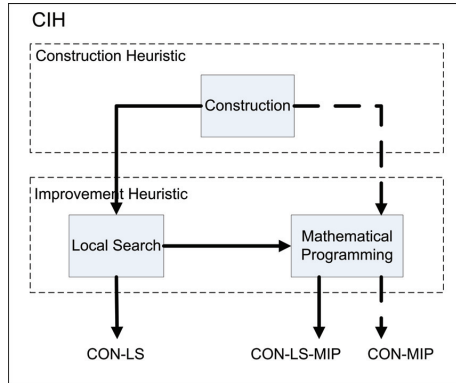 CIH
Construction Heuristic
Construction
Improvement Heuristic
Local Search
Mathematical
Programming
CON-LS
CON-LS-MIP
CON-MIP